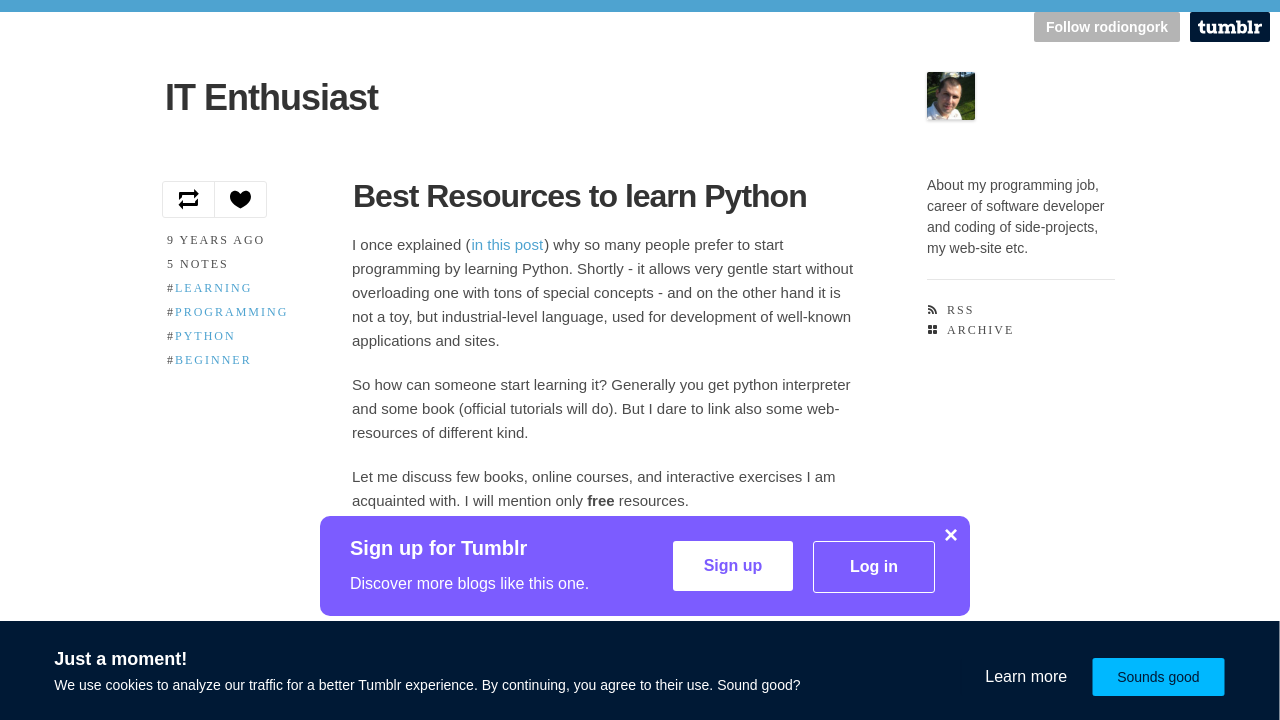 Follow rodiongork
tumblr
IT Enthusiast
9 YEARS AGO
5 NOTES
#LEARNING
#PROGRAMMING
#PYTHON
#BEGINNER
Best Resources to learn Python
I once explained (in this post) why so many people prefer to start
programming by learning Python. Shortly - it allows very gentle start without
overloading one with tons of special concepts - and on the other hand it is
not a toy, but industrial-level language, used for development of well-known
applications and sites.
So how can someone start learning it? Generally you get python interpreter
and some book (official tutorials will do). But I dare to link also some web-
resources of different kind.
Let me discuss few books, online courses, and interactive exercises I am
acquainted with. I will mention only free resources.
About my programming job,
career of software developer
and coding of side-projects,
my web-site etc.
RSS
ARCHIVE
Sign up for Tumblr
Discover more blogs like this one.
Sign up
Log in
Just a moment!
We use cookies to analyze our traffic for a better Tumblr experience. By continuing, you agree to their use. Sound good?
Learn more
Sounds good